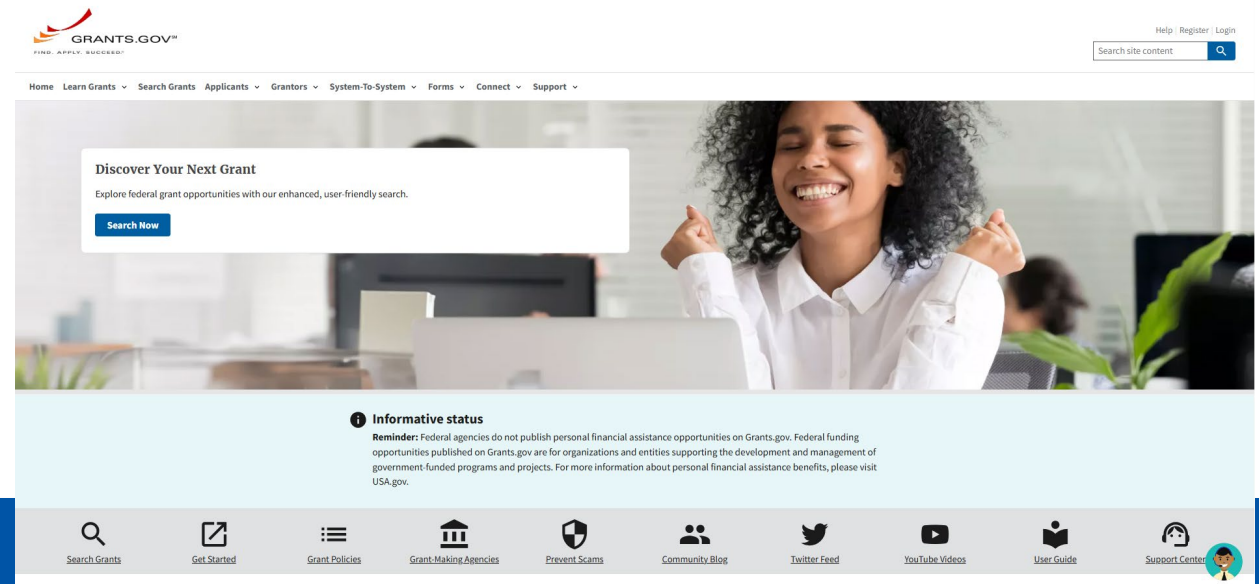 GRANTS.GOV℠
FIND. APPLY. SUCCEED.℠
Help | Register | Login
Search site content
Home Learn Grants Search Grants Applicants Grantors System-To-System Forms Connect Support
Discover Your Next Grant
Explore federal grant opportunities with our enhanced, user-friendly search.
Search Now
Informative status
Reminder: Federal agencies do not publish personal financial assistance opportunities on Grants.gov. Federal funding
opportunities published on Grants.gov are for organizations and entities supporting the development and management of
government-funded programs and projects. For more information about personal financial assistance benefits, please visit
USA.gov.
Search Grants
Get Started
Grant Policies
Grant-Making Agencies
Prevent Scams
Community Blog
Twitter Feed
YouTube Videos
User Guide
Support Center